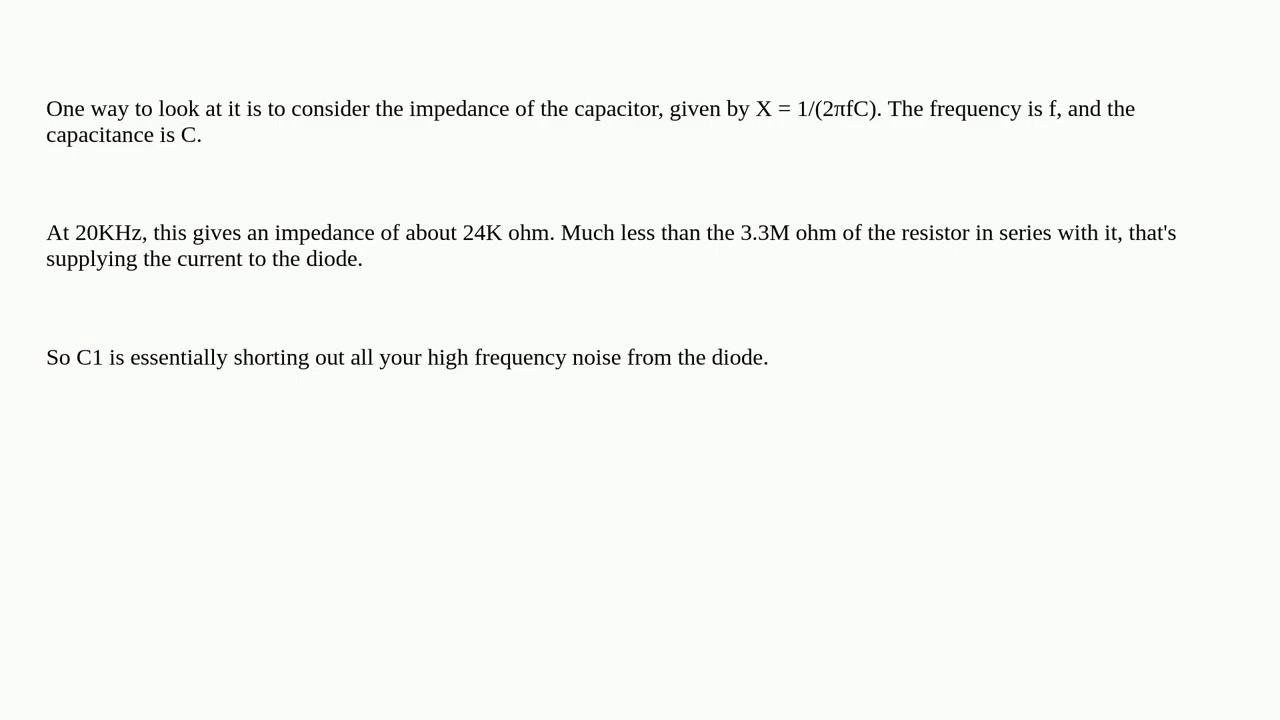 One way to look at it is to consider the impedance of the capacitor, given by X = 1/(2πfC). The frequency is f, and the
capacitance is C.
At 20KHz, this gives an impedance of about 24K ohm. Much less than the 3.3M ohm of the resistor in series with it, that's
supplying the current to the diode.
So C1 is essentially shorting out all your high frequency noise from the diode.